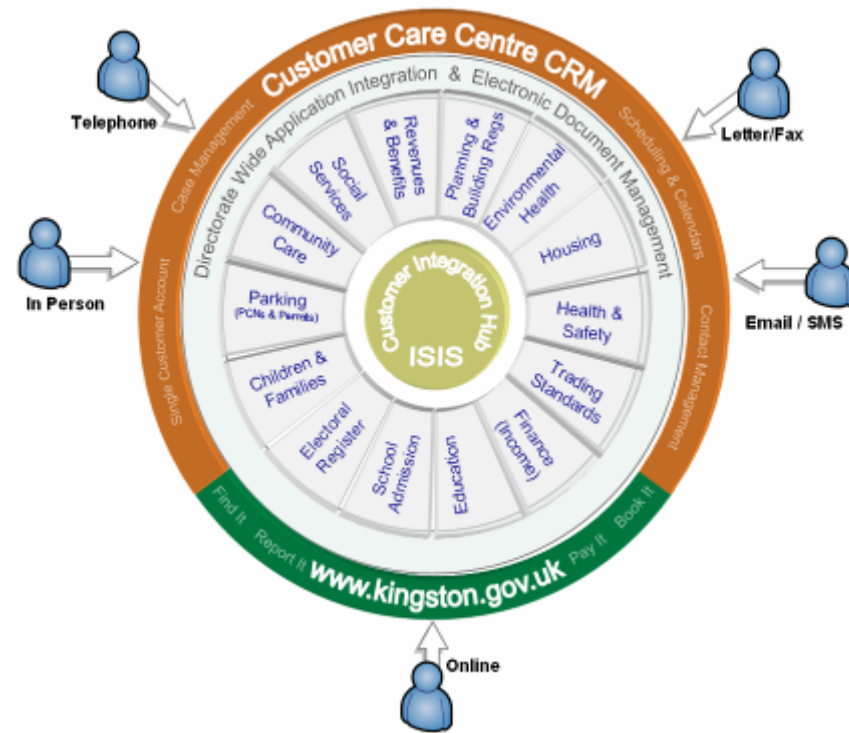 Customer Care Centre CRM
Telephone
Letter/Fax
In Person
Email / SMS
Online
Case Management
Single Customer Account
Scheduling & Calendars
Contact Management
Directorate Wide Application Integration & Electronic Document Management
Revenues
& Benefits
Planning &
Building Regs
Environmental
Health
Housing
Health &
Safety
Trading
Standards
Finance
(Income)
Education
School
Admission
Electoral
Register
Children &
Families
Parking
(PCNs & Permits)
Community
Care
Social
Services
Customer Integration Hub
ISIS
Find It
Report It
www.kingston.gov.uk
Pay It
Book It